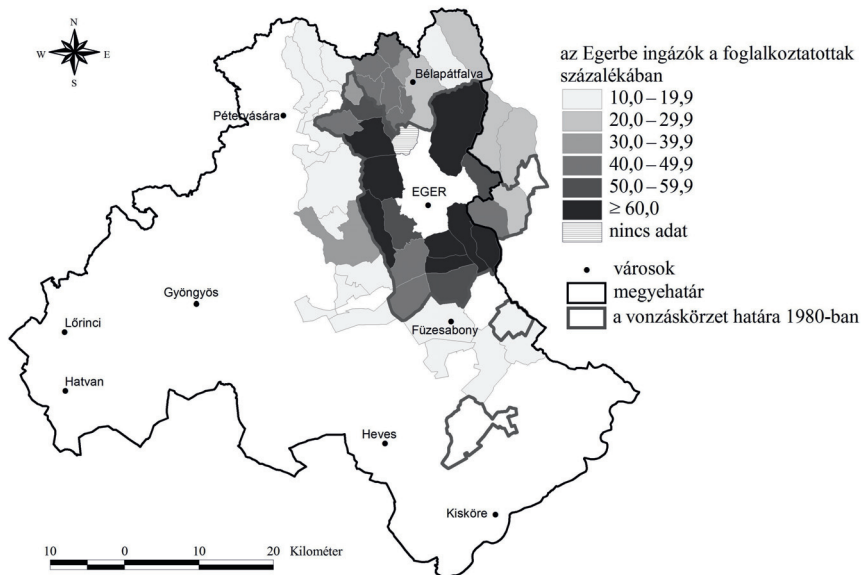 N
W E
S
Bélapátfalva
Pétervására
EGER
Gyöngyös
Lőrinci
Füzesabony
Hatvan
Heves
Kisköre
10 0 10 20 Kilométer
az Egerbe ingázók a foglalkoztatottak
százalékában
10,0 – 19,9
20,0 – 29,9
30,0 – 39,9
40,0 – 49,9
50,0 – 59,9
≥ 60,0
nincs adat
városok
megyehatár
a vonzáskörzet határa 1980-ban